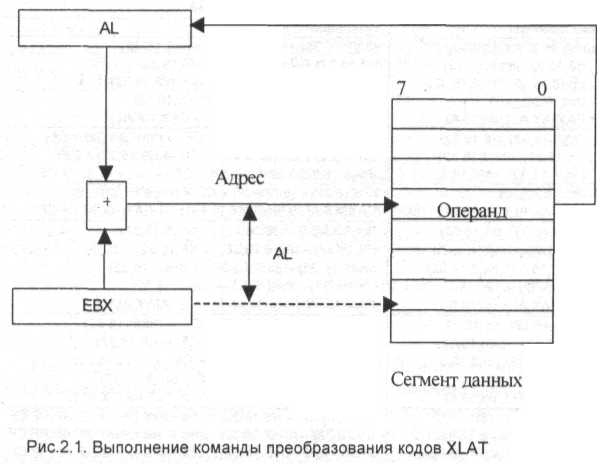 AL
7 0
Адрес
+
Операнд
AL
EBX
Сегмент данных
Рис.2.1. Выполнение команды преобразования кодов XLAT